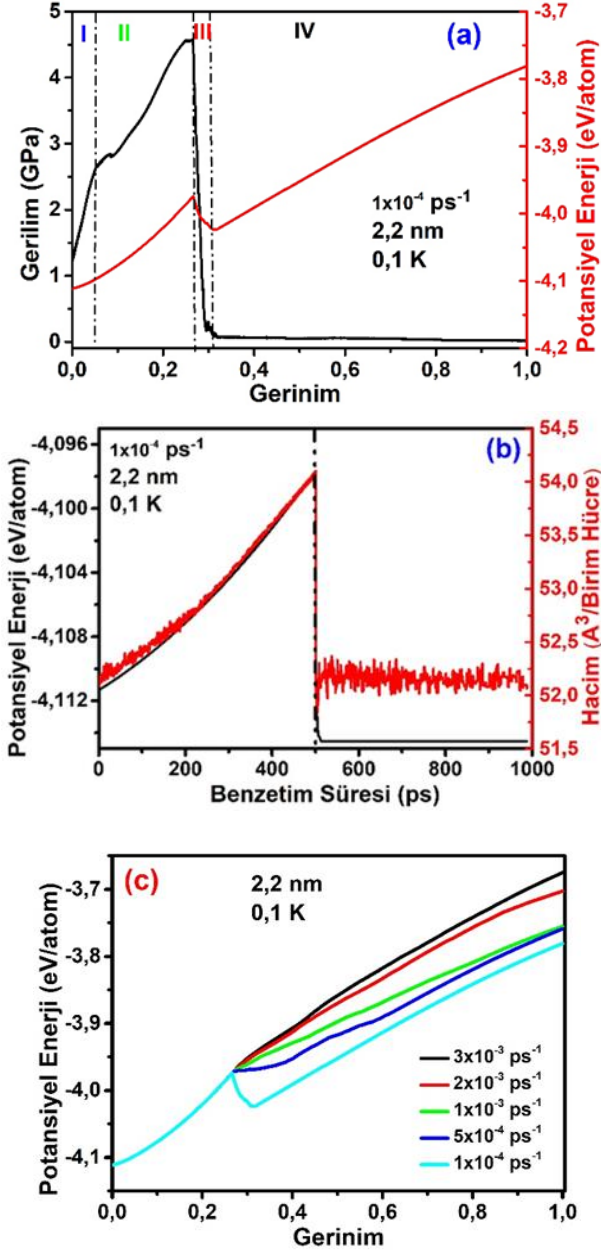 I II III IV (a)
Gerilim (GPa)
5
4
3
2
1
0
-3,7
-3,8
-3,9
-4,0
-4,1
-4,2
Potansiyel Enerji (eV/atom)
1x10⁻⁴ ps⁻¹
2,2 nm
0,1 K
0,0 0,2 0,4 0,6 0,8 1,0
Gerinim
(b)
Potansiyel Enerji (eV/atom)
-4,096
-4,100
-4,104
-4,108
-4,112
1x10⁻⁴ ps⁻¹
2,2 nm
0,1 K
54,5
54,0
53,5
53,0
52,5
52,0
51,5
Hacim (A³/Birim Hücre)
0 200 400 600 800 1000
Benzetim Süresi (ps)
(c)
2,2 nm
0,1 K
Potansiyel Enerji (eV/atom)
-3,7
-3,8
-3,9
-4,0
-4,1
3x10⁻³ ps⁻¹
2x10⁻³ ps⁻¹
1x10⁻³ ps⁻¹
5x10⁻⁴ ps⁻¹
1x10⁻⁴ ps⁻¹
0,0 0,2 0,4 0,6 0,8 1,0
Gerinim